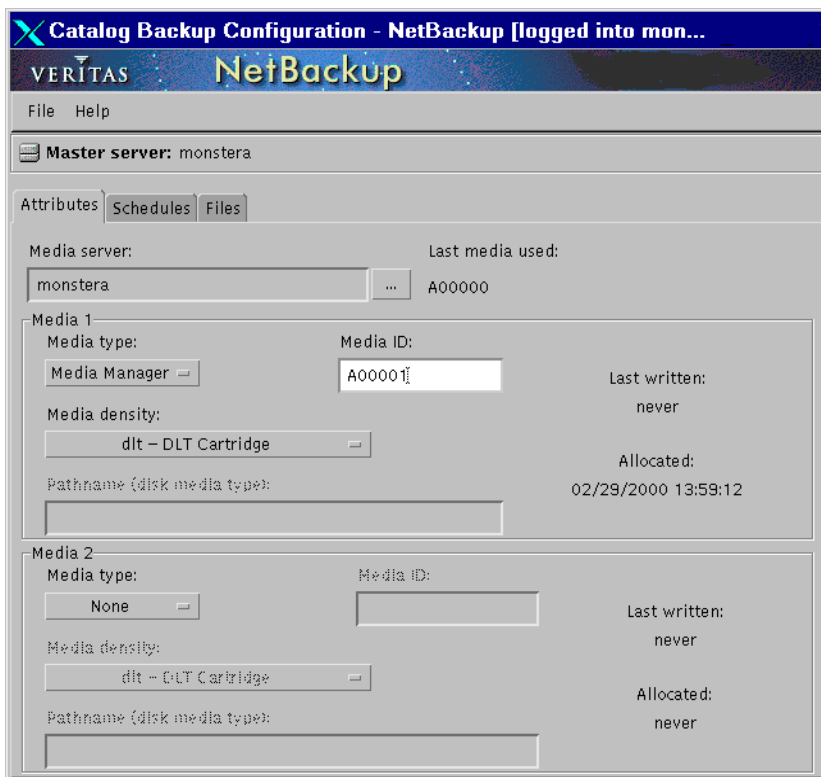 Catalog Backup Configuration - NetBackup [logged into mon...
VERITAS NetBackup
File Help
Master server: monstera
Attributes Schedules Files
Media server: Last media used:
monstera ... A00000
Media 1
Media type: Media ID:
Media Manager A00001
Last written:
never
Media density:
dlt – DLT Cartridge
Allocated:
02/29/2000 13:59:12
Pathname (disk media type):
Media 2
Media type: Media ID:
None
Last written:
never
Media density:
dlt – DLT Cartridge
Allocated:
never
Pathname (disk media type):